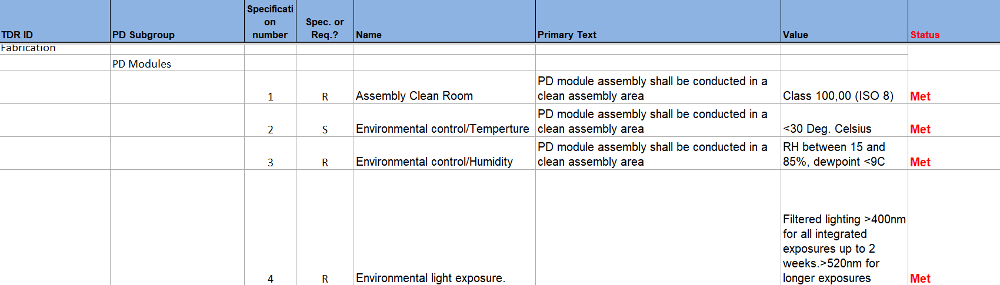 TDR ID PD Subgroup Specificati on number Spec. or Req.? Name Primary Text Value Status
Fabrication
PD Modules
1 R Assembly Clean Room PD module assembly shall be conducted in a clean assembly area Class 100,00 (ISO 8) Met
2 S Environmental control/Temperture PD module assembly shall be conducted in a clean assembly area <30 Deg. Celsius Met
3 R Environmental control/Humidity PD module assembly shall be conducted in a clean assembly area RH between 15 and 85%, dewpoint <9C Met
4 R Environmental light exposure. Filtered lighting >400nm for all integrated exposures up to 2 weeks.>520nm for longer exposures Met